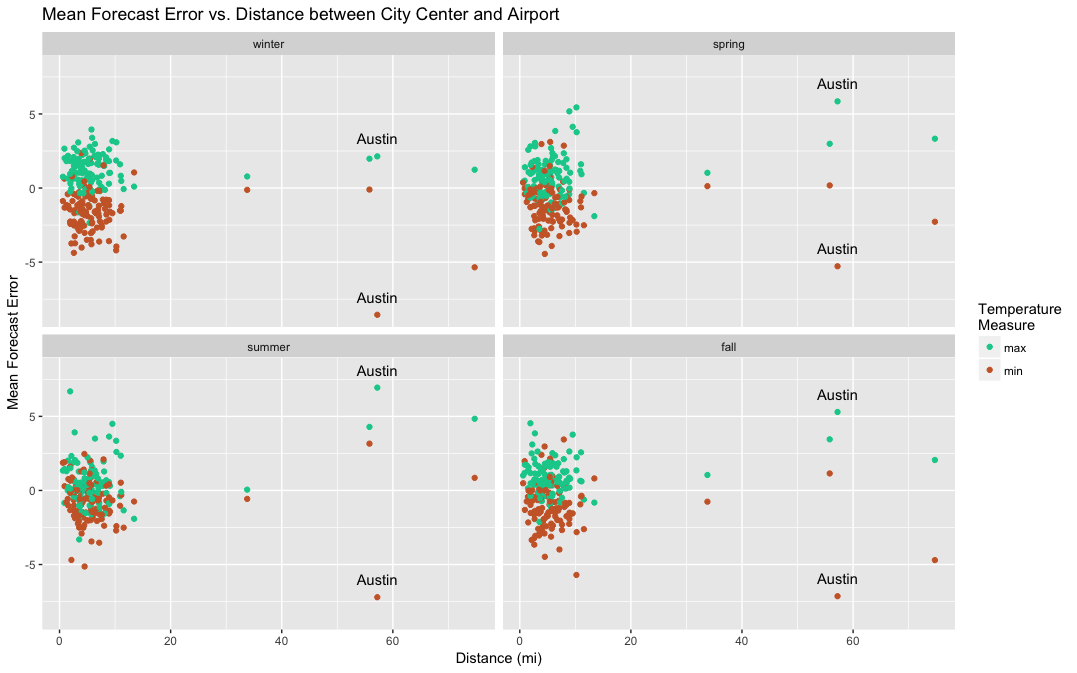 Mean Forecast Error vs. Distance between City Center and Airport
winter
spring
Austin
Austin
Austin
Austin
5
0
-5
summer
fall
Austin
Austin
Austin
Austin
5
0
-5
0
20
40
60
0
20
40
60
Distance (mi)
Mean Forecast Error
Temperature
Measure
max
min